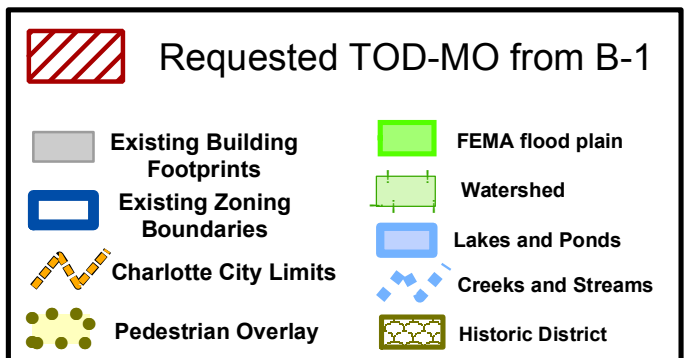 Requested TOD-MO from B-1
Existing Building
Footprints
Existing Zoning
Boundaries
Charlotte City Limits
Pedestrian Overlay
FEMA flood plain
Watershed
Lakes and Ponds
Creeks and Streams
Historic District